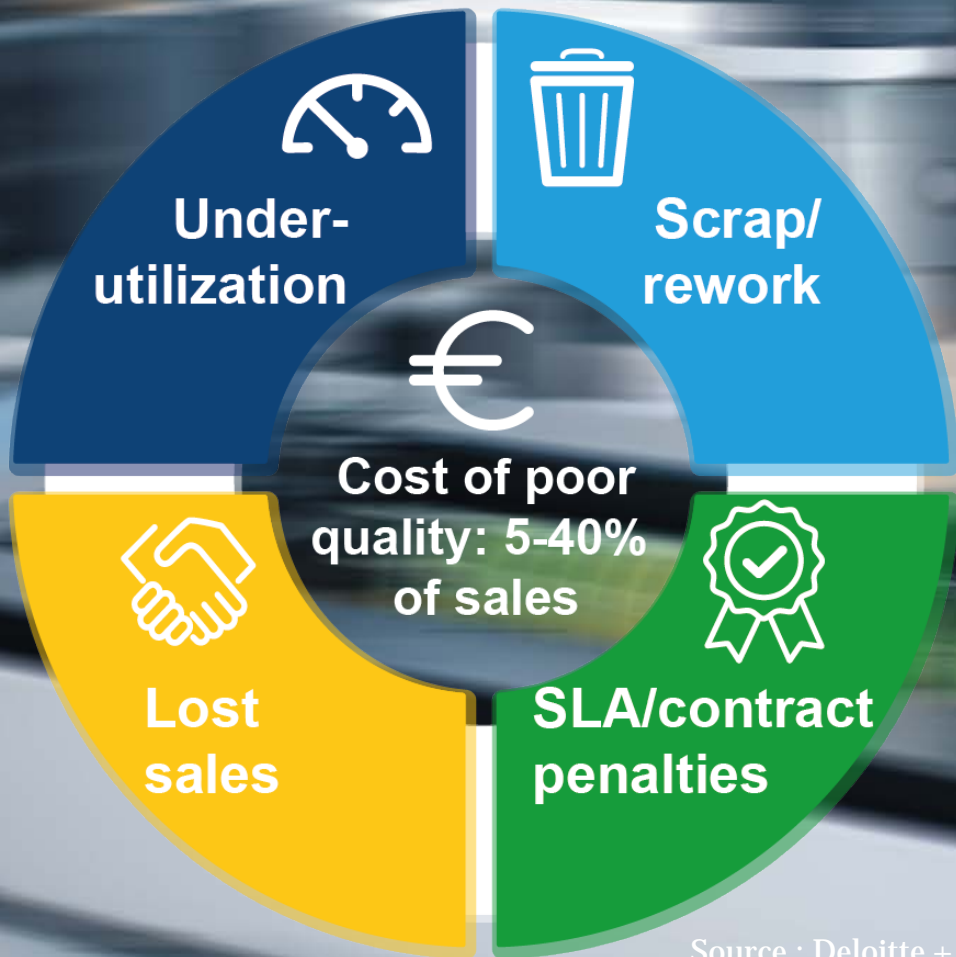 Under-
utilization
Scrap/
rework
€
Cost of poor
quality: 5-40%
of sales
Lost
sales
SLA/contract
penalties
Source : Deloitte +